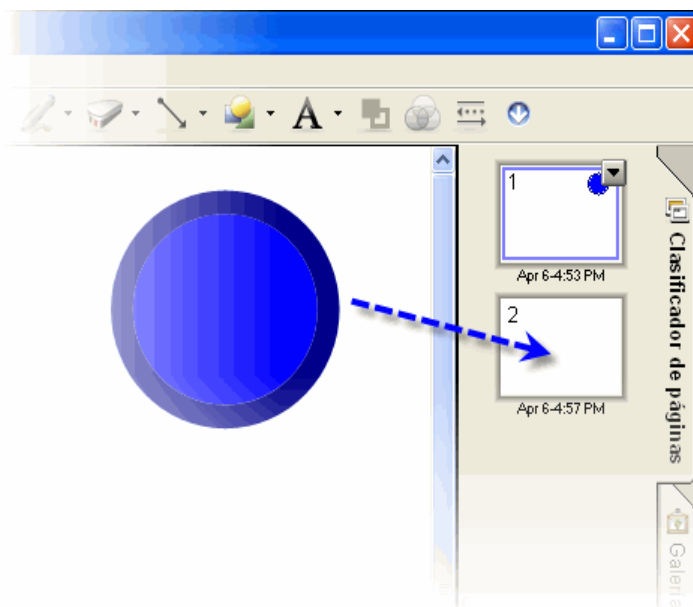 A
1
Apr 6-4:53 PM
2
Apr 6-4:57 PM
Clasificador de páginas
Galería